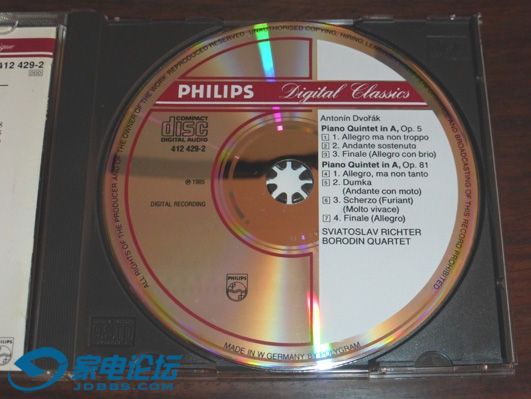 ique
412 429-2
DDD
ALL RIGHTS OF THE PRODUCER AND OF THE OWNER OF THE WORK REPRODUCED RESERVED. UNAUTHORISED COPYING, HIRING, LENDING, AND BROADCASTING OF THIS RECORD PROHIBITED
PHILIPS
Digital Classics
COMPACT
disc
DIGITAL AUDIO
412 429-2
℗ 1985
DIGITAL RECORDING
PHILIPS
Antonín Dvořák
Piano Quintet in A, Op. 5
1 1. Allegro ma non troppo
2 2. Andante sostenuto
3 3. Finale (Allegro con brio)
Piano Quintet in A, Op. 81
4 1. Allegro, ma non tanto
5 2. Dumka
(Andante con moto)
6 3. Scherzo (Furiant)
(Molto vivace)
7 4. Finale (Allegro)
SVIATOSLAV RICHTER
BORODIN QUARTET
PHILIPS
MADE IN W. GERMANY BY POLYGRAM
家电论坛
JDBBS.COM